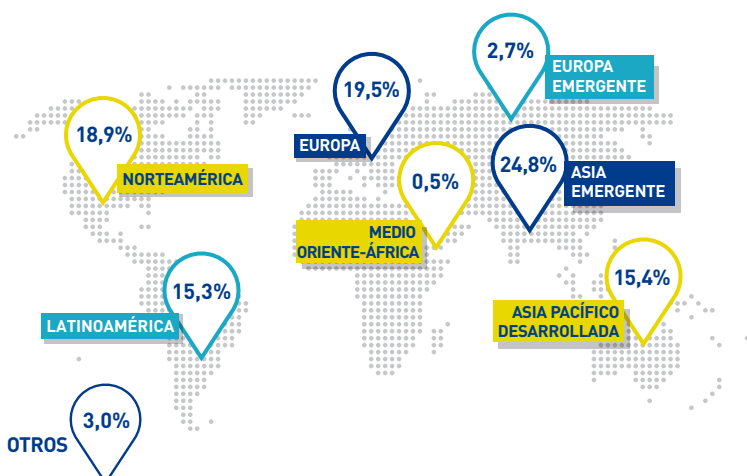 2,7%
EUROPA
EMERGENTE
19,5%
EUROPA
18,9%
NORTEAMÉRICA
0,5%
MEDIO
ORIENTE-ÁFRICA
24,8%
ASIA
EMERGENTE
15,3%
LATINOAMÉRICA
15,4%
ASIA PACÍFICO
DESARROLLADA
3,0%
OTROS